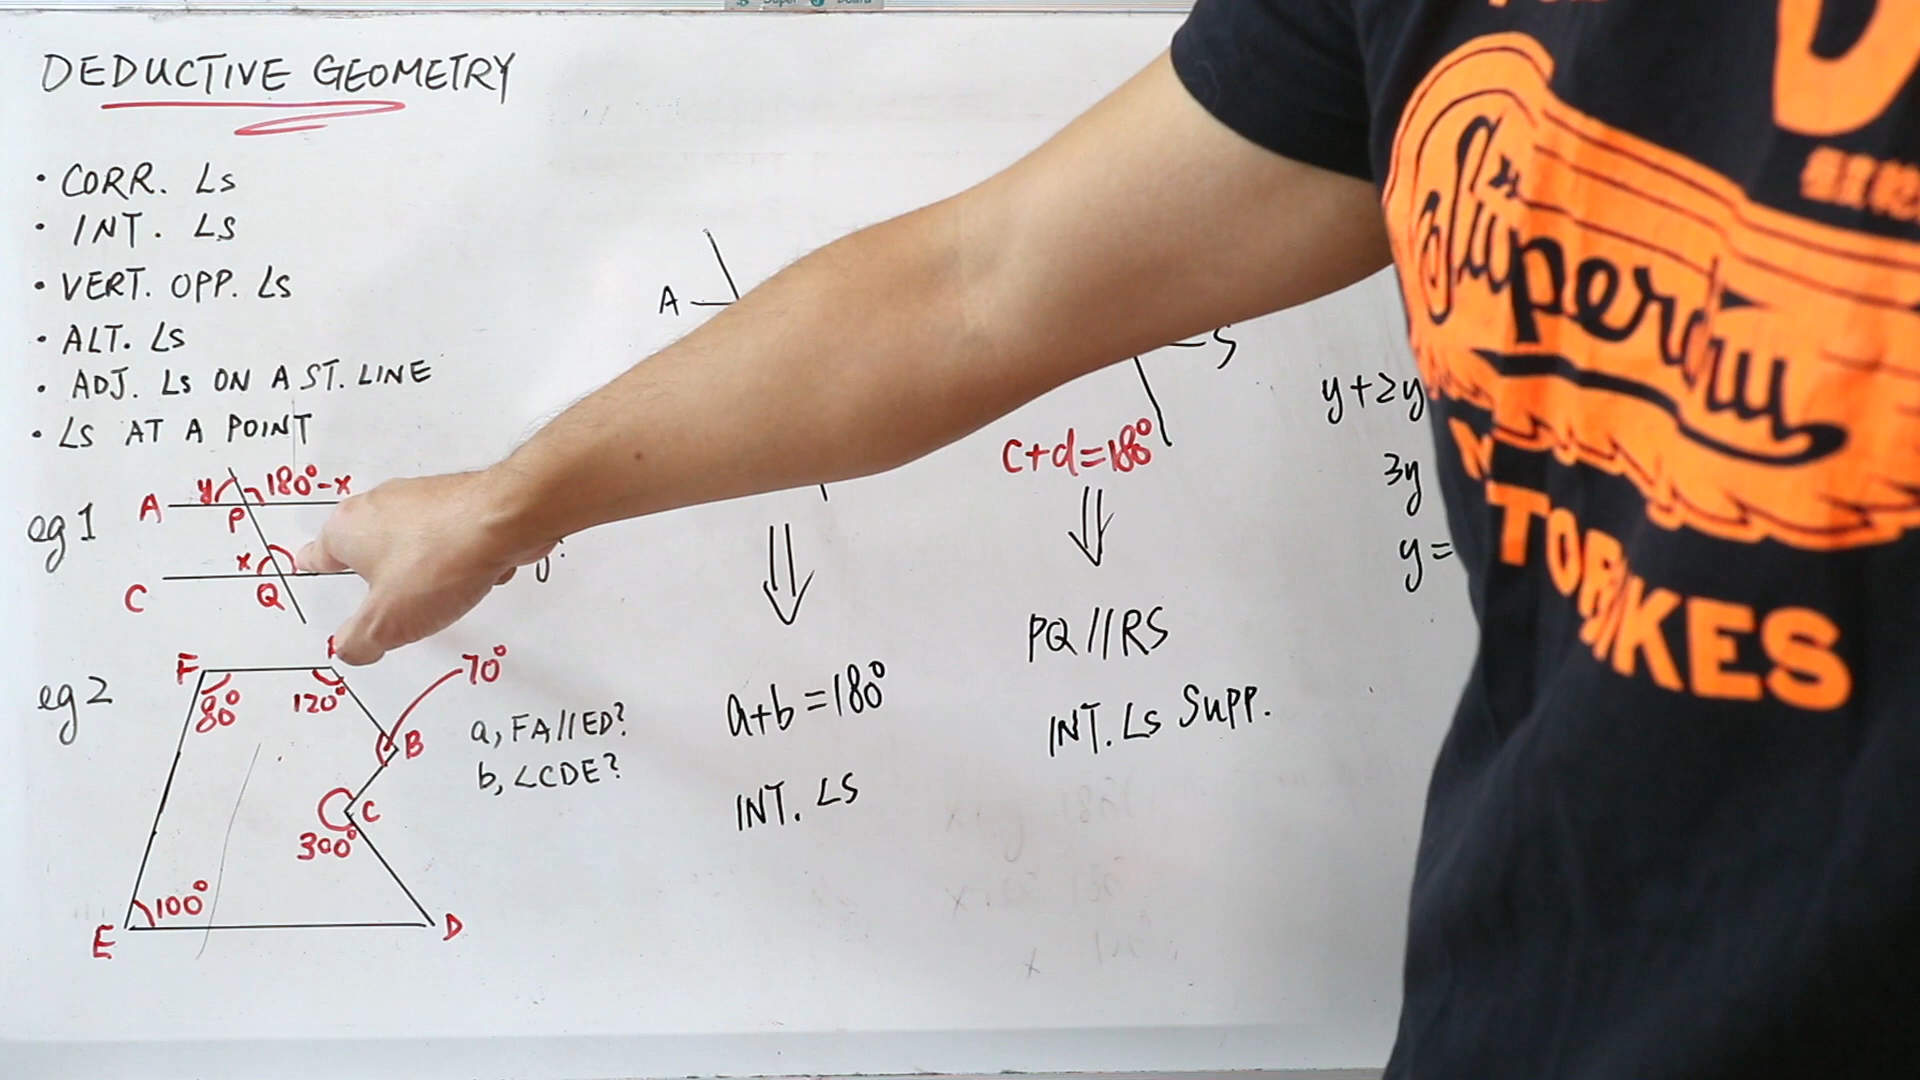 DEDUCTIVE GEOMETRY
• CORR. ∠s
• INT. ∠s
• VERT. OPP. ∠s
• ALT. ∠s
• ADJ. ∠s ON A ST. LINE
• ∠s AT A POINT
eg 1
A
y
180°-x
P
x
C
Q
eg 2
F
80°
120°
70°
B
C
300°
100°
E
D
a, FA//ED?
b, ∠CDE?
A
a+b=180°
INT. ∠s
S
c+d=180°
PQ//RS
INT. ∠s SUPP.
y+2y
3y
y=
Superdry